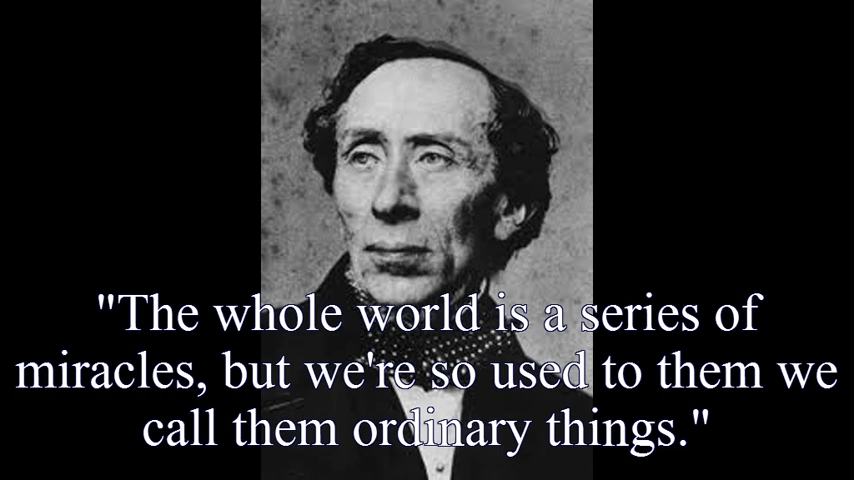 "The whole world is a series of
miracles, but we're so used to them we
call them ordinary things."